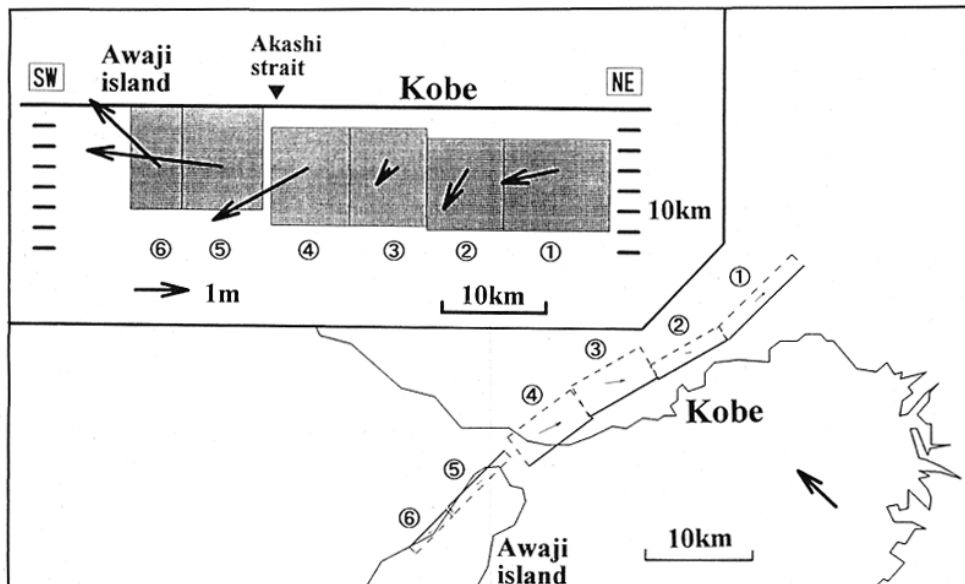 Akashi
strait
Awaji
island
SW
Kobe
NE
10km
⑥ ⑤ ④ ③ ② ①
1m
10km
①
②
③
④
Kobe
⑤
⑥
10km
Awaji
island